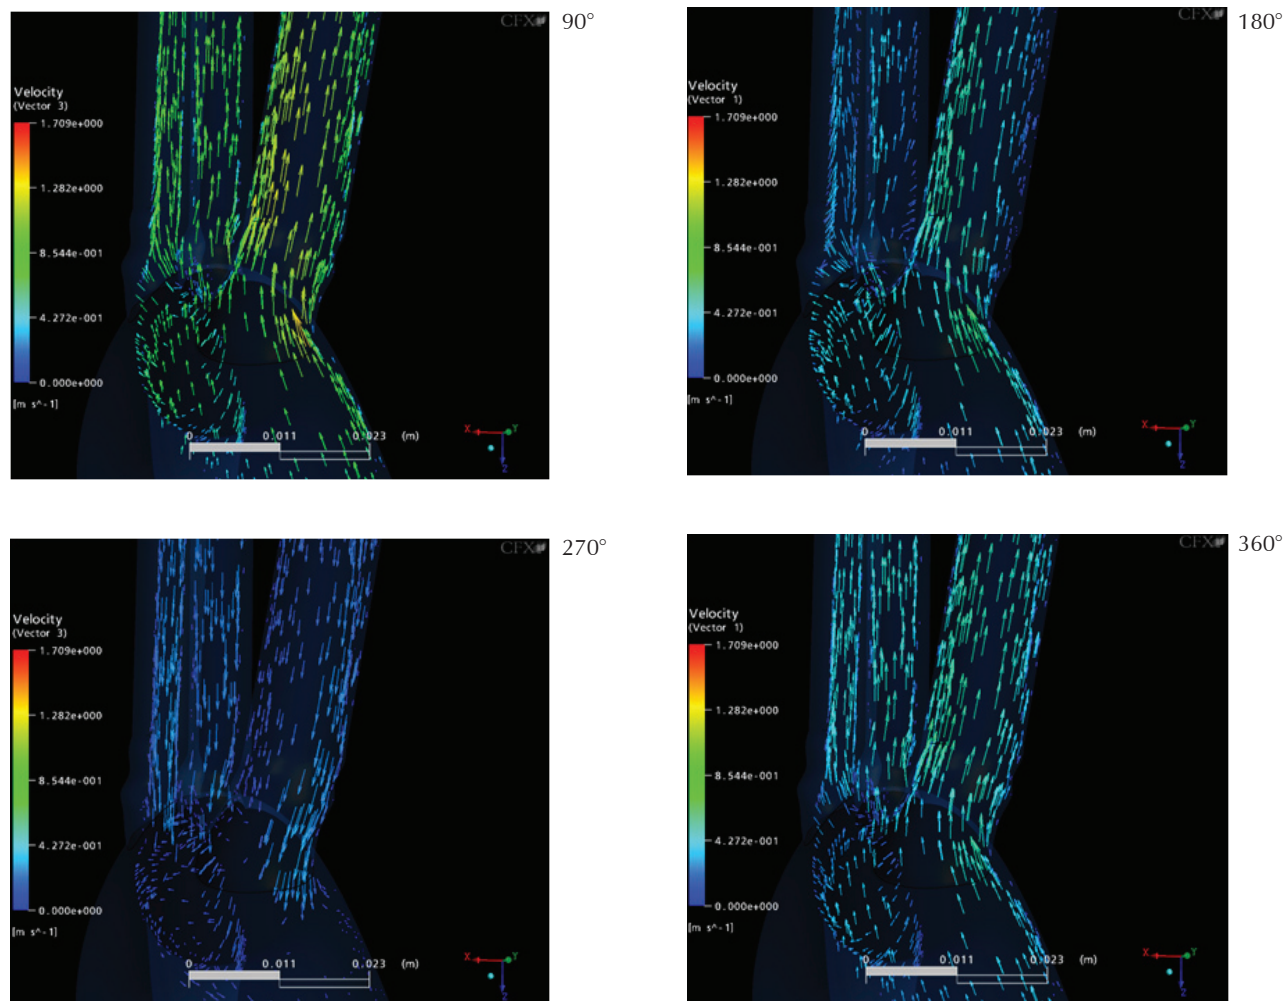 CFX
90°
Velocity
(Vector 3)
1.709e+000
1.282e+000
8.544e-001
4.272e-001
0.000e+000
[m s^-1]
0 0.011 0.023 (m)
X Y
Z
CFX
180°
Velocity
(Vector 1)
1.709e+000
1.282e+000
8.544e-001
4.272e-001
0.000e+000
[m s^-1]
0 0.011 0.023 (m)
X Y
Z
CFX
270°
Velocity
(Vector 3)
1.709e+000
1.282e+000
8.544e-001
4.272e-001
0.000e+000
[m s^-1]
0 0.011 0.023 (m)
X Y
Z
CFX
360°
Velocity
(Vector 1)
1.709e+000
1.282e+000
8.544e-001
4.272e-001
0.000e+000
[m s^-1]
0 0.011 0.023 (m)
X Y
Z